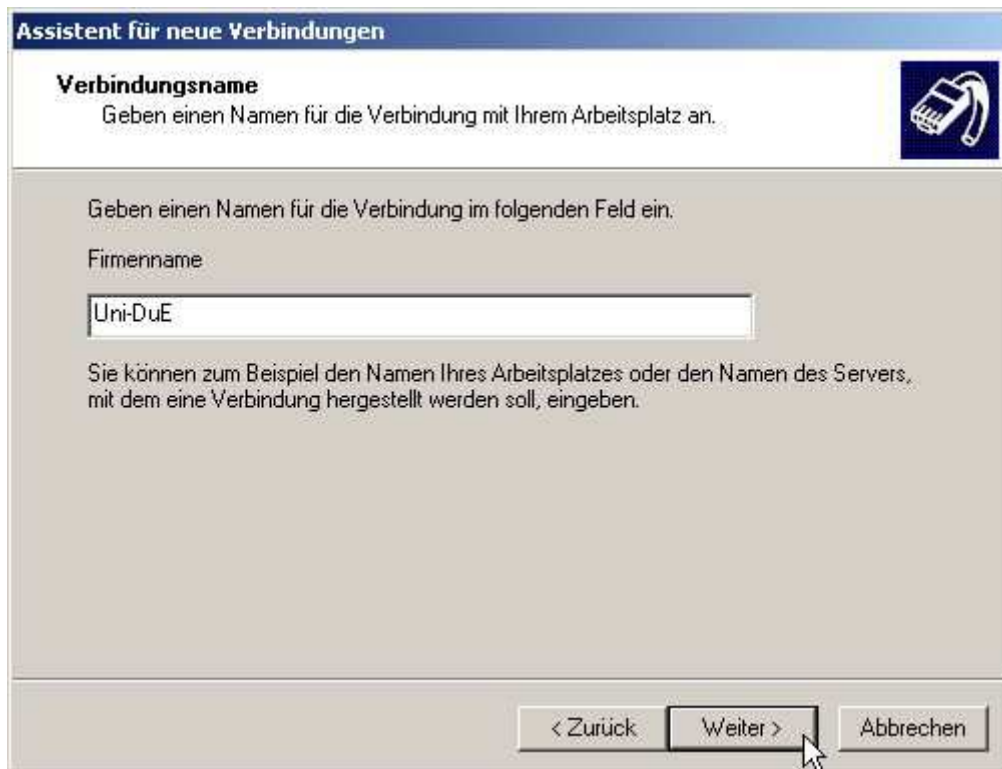 Assistent für neue Verbindungen
Verbindungsname
Geben einen Namen für die Verbindung mit Ihrem Arbeitsplatz an.
Geben einen Namen für die Verbindung im folgenden Feld ein.
Firmenname
Uni-DuE
Sie können zum Beispiel den Namen Ihres Arbeitsplatzes oder den Namen des Servers,
mit dem eine Verbindung hergestellt werden soll, eingeben.
< Zurück Weiter > Abbrechen